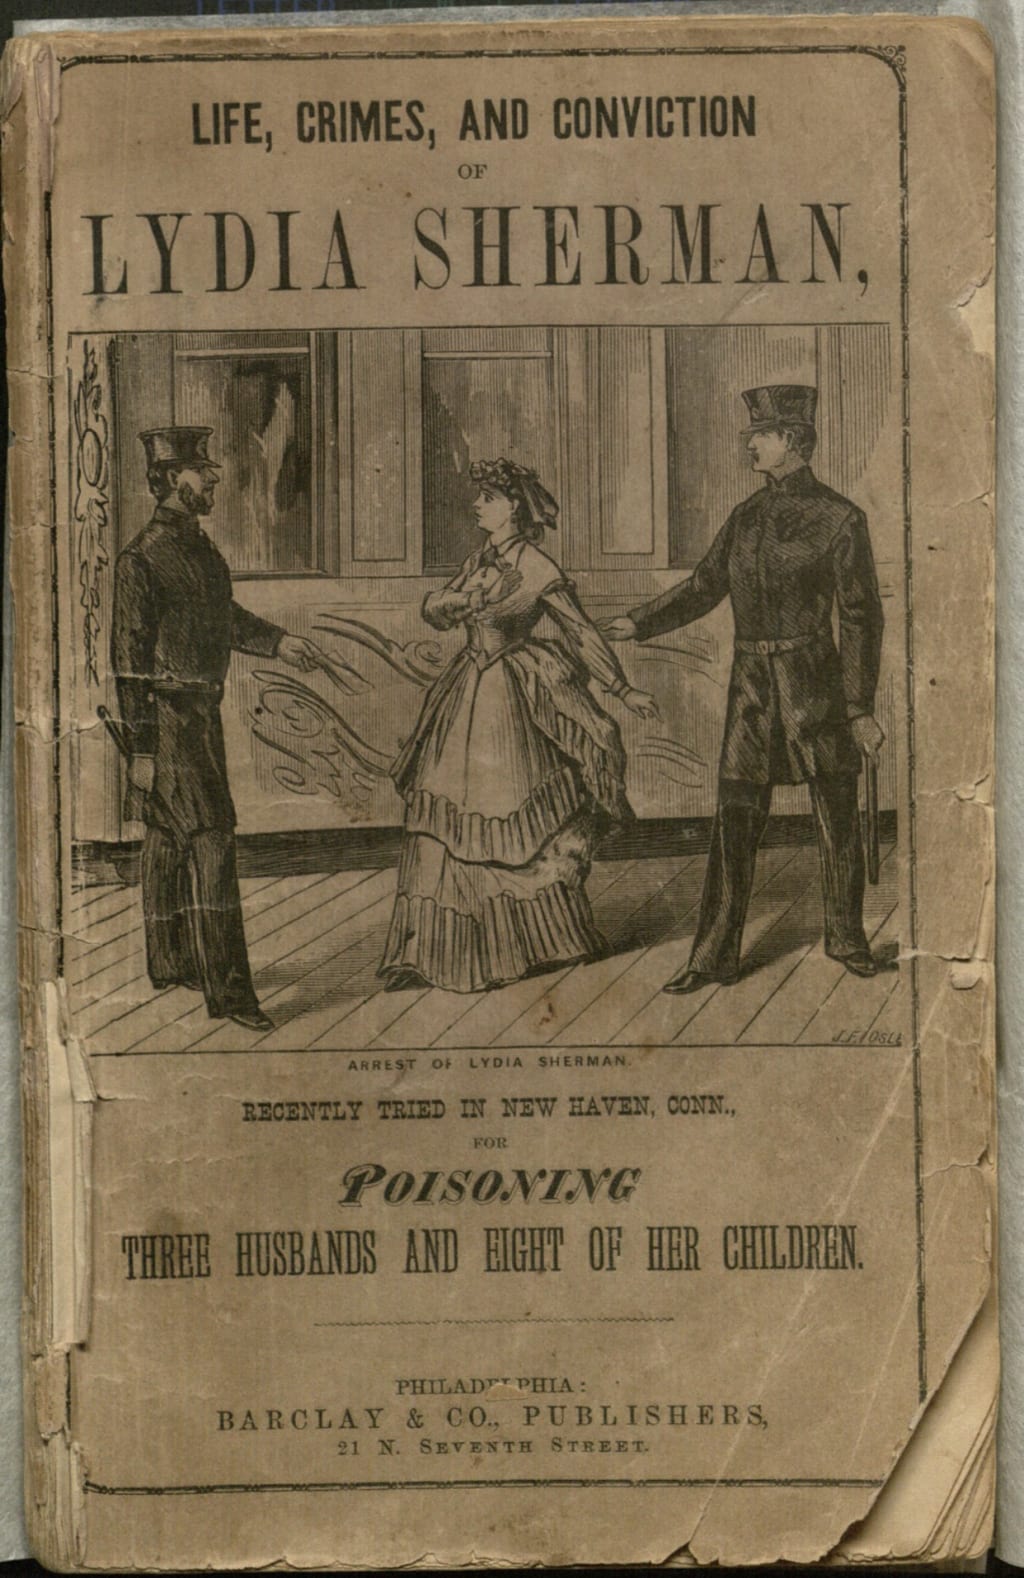 LIFE, CRIMES, AND CONVICTION
OF
LYDIA SHERMAN,
ARREST OF LYDIA SHERMAN.
RECENTLY TRIED IN NEW HAVEN, CONN.,
FOR
POISONING
THREE HUSBANDS AND EIGHT OF HER CHILDREN.
PHILADELPHIA:
BARCLAY & CO., PUBLISHERS,
21 N. SEVENTH STREET.